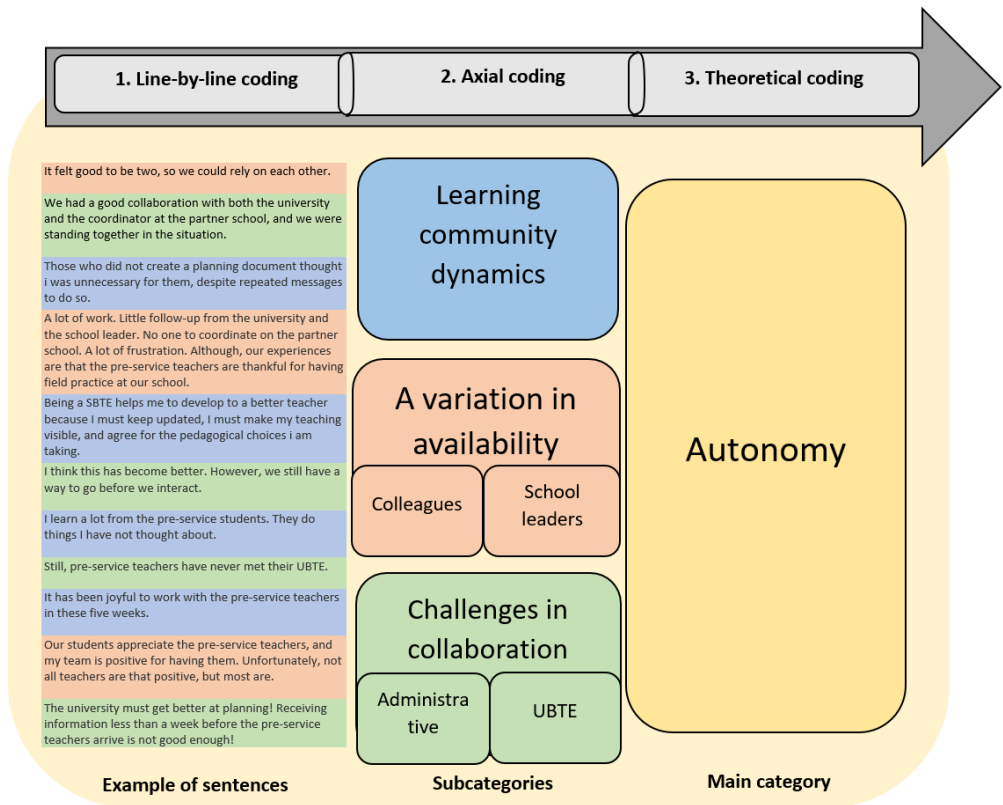 1. Line-by-line coding
2. Axial coding
3. Theoretical coding
It felt good to be two, so we could rely on each other.
We had a good collaboration with both the university
and the coordinator at the partner school, and we were
standing together in the situation.
Those who did not create a planning document thought
i was unnecessary for them, despite repeated messages
to do so.
A lot of work. Little follow-up from the university and
the school leader. No one to coordinate on the partner
school. A lot of frustration. Although, our experiences
are that the pre-service teachers are thankful for having
field practice at our school.
Being a SBTE helps me to develop to a better teacher
because I must keep updated, I must make my teaching
visible, and agree for the pedagogical choices i am
taking.
I think this has become better. However, we still have a
way to go before we interact.
I learn a lot from the pre-service students. They do
things I have not thought about.
Still, pre-service teachers have never met their UBTE.
It has been joyful to work with the pre-service teachers
in these five weeks.
Our students appreciate the pre-service teachers, and
my team is positive for having them. Unfortunately, not
all teachers are that positive, but most are.
The university must get better at planning! Receiving
information less than a week before the pre-service
teachers arrive is not good enough!
Example of sentences
Learning
community
dynamics
A variation in
availability
Colleagues
School
leaders
Challenges in
collaboration
Administra
tive
UBTE
Subcategories
Autonomy
Main category